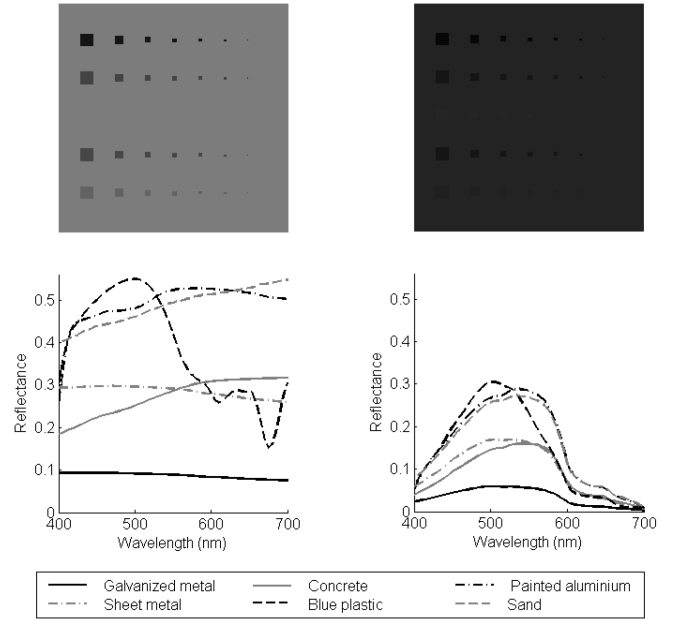 0.5
0.4
0.3
0.2
0.1
0
Reflectance
400 500 600 700
Wavelength (nm)
0.5
0.4
0.3
0.2
0.1
0
Reflectance
400 500 600 700
Wavelength (nm)
Galvanized metal Concrete Painted aluminium
Sheet metal Blue plastic Sand